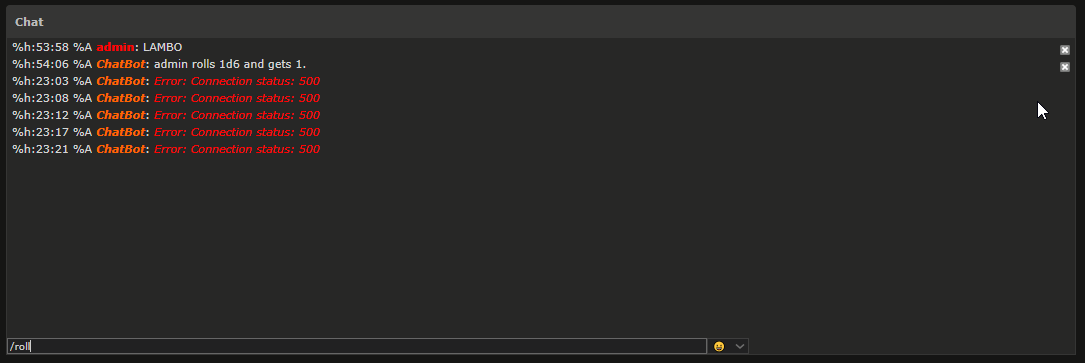 Chat
%h:53:58 %A admin: LAMBO
%h:54:06 %A ChatBot: admin rolls 1d6 and gets 1.
%h:23:03 %A ChatBot: Error: Connection status: 500
%h:23:08 %A ChatBot: Error: Connection status: 500
%h:23:12 %A ChatBot: Error: Connection status: 500
%h:23:17 %A ChatBot: Error: Connection status: 500
%h:23:21 %A ChatBot: Error: Connection status: 500
/roll